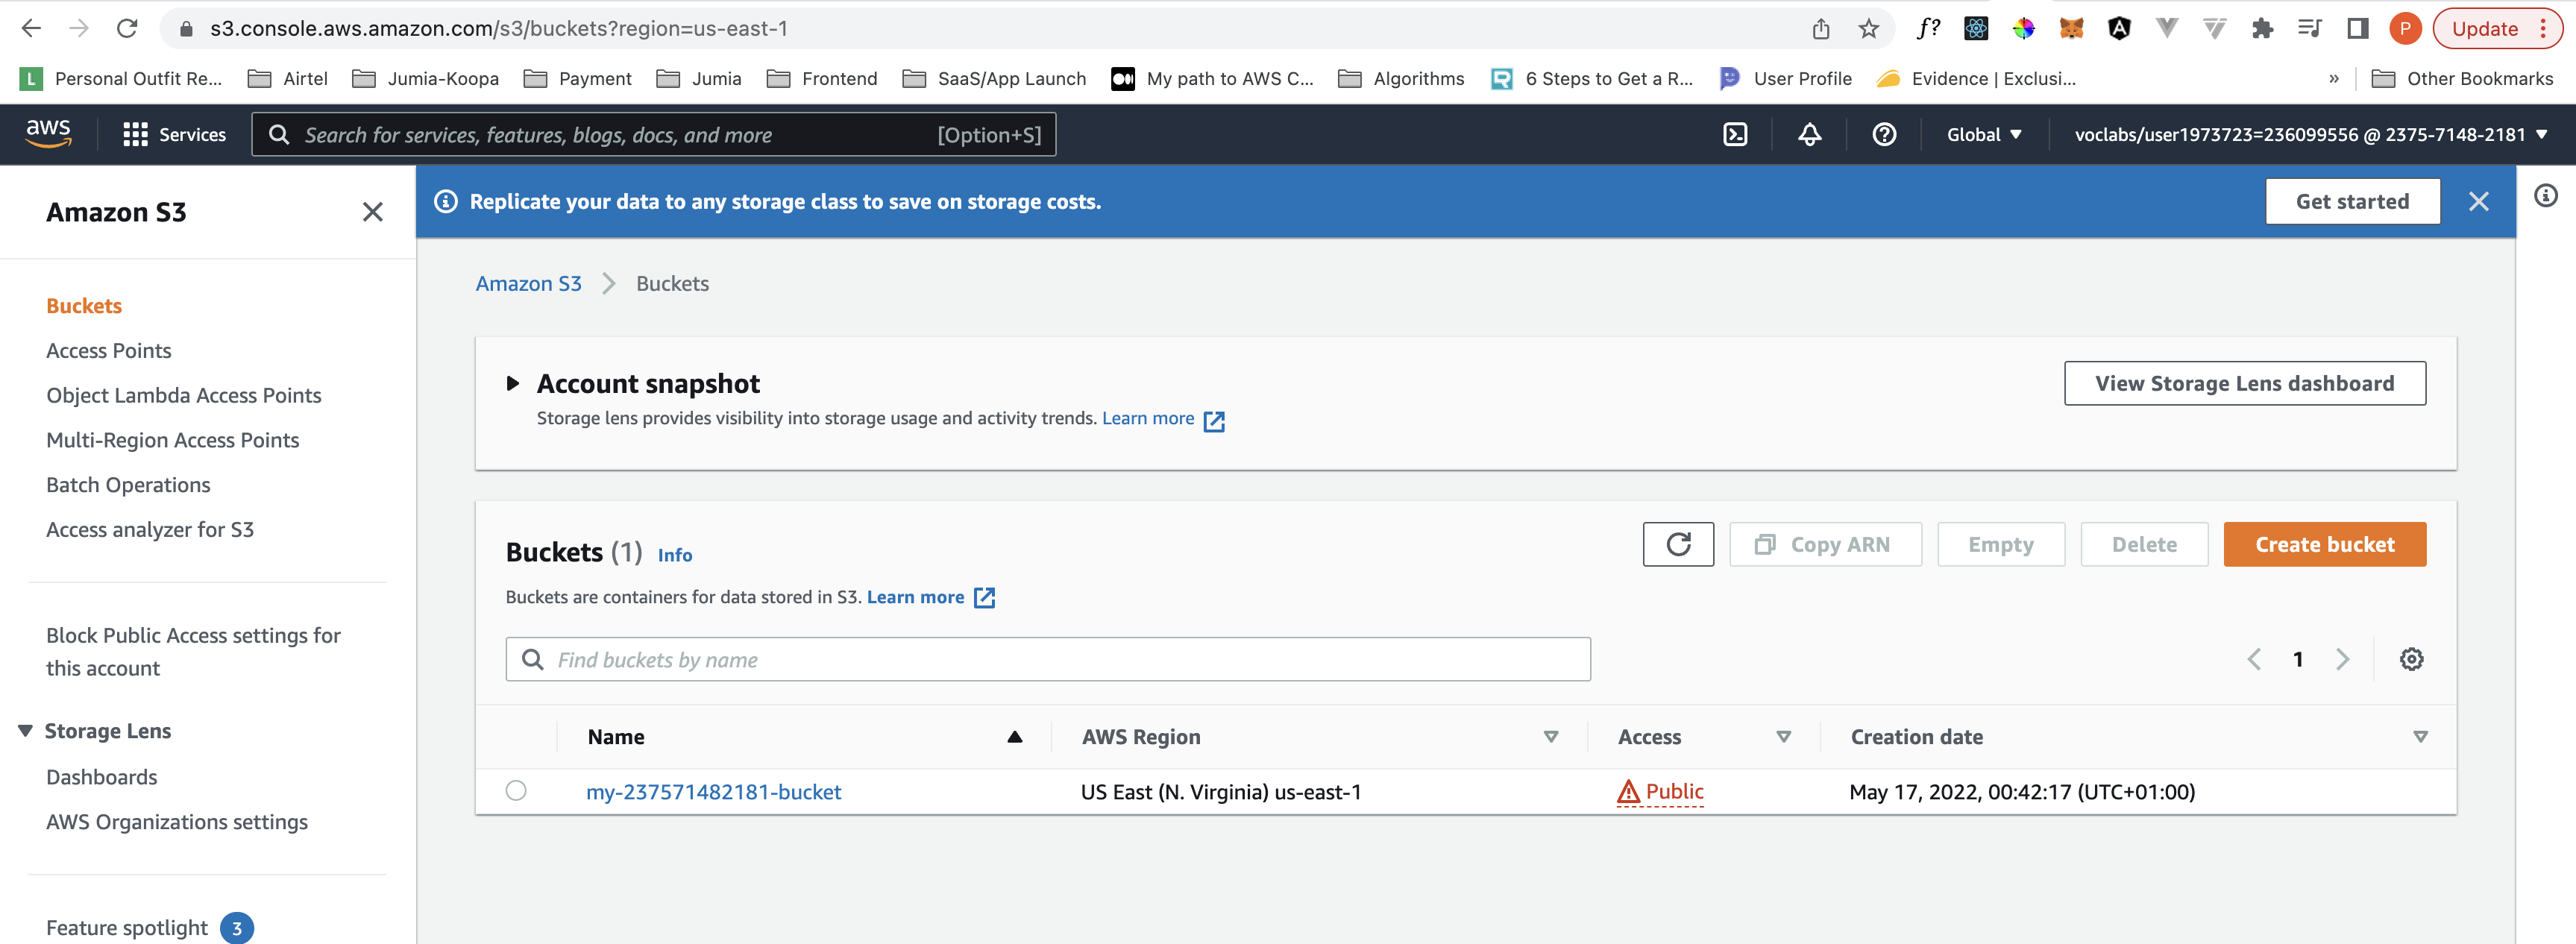 s3.console.aws.amazon.com/s3/buckets?region=us-east-1
f?
P
Update
L
Personal Outfit Re...
Airtel
Jumia-Koopa
Payment
Jumia
Frontend
SaaS/App Launch
My path to AWS C...
Algorithms
6 Steps to Get a R...
User Profile
Evidence | Exclusi...
»
Other Bookmarks
aws
Services
Search for services, features, blogs, docs, and more
[Option+S]
Global
voclabs/user1973723=236099556 @ 2375-7148-2181
Amazon S3
Replicate your data to any storage class to save on storage costs.
Get started
Buckets
Access Points
Object Lambda Access Points
Multi-Region Access Points
Batch Operations
Access analyzer for S3
Block Public Access settings for
this account
Storage Lens
Dashboards
AWS Organizations settings
Feature spotlight 3
Amazon S3
Buckets
Account snapshot
Storage lens provides visibility into storage usage and activity trends. Learn more
View Storage Lens dashboard
Buckets (1) Info
Buckets are containers for data stored in S3. Learn more
Copy ARN
Empty
Delete
Create bucket
Find buckets by name
1
Name
AWS Region
Access
Creation date
my-237571482181-bucket
US East (N. Virginia) us-east-1
Public
May 17, 2022, 00:42:17 (UTC+01:00)